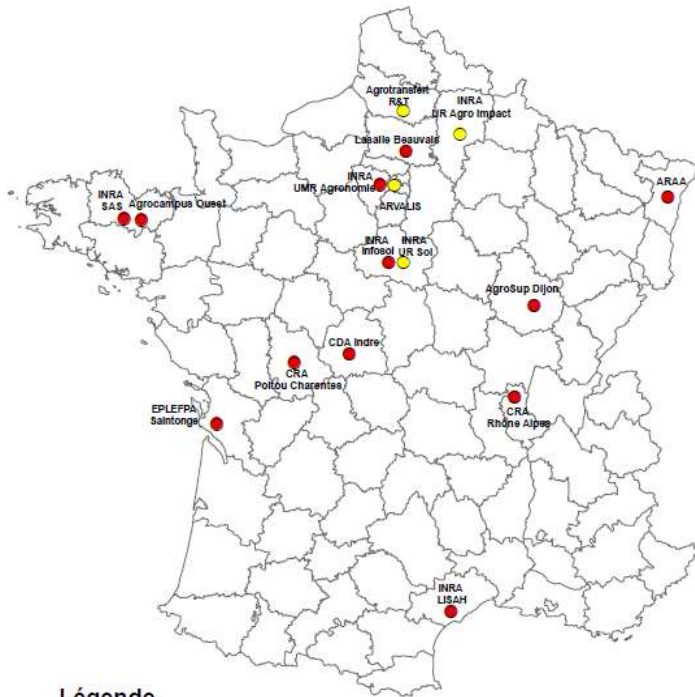 Agrotransfert
R&T
INRA
UR Agro Impact
Lasalle Beauvais
INRA
UMR Agronomie
ARVALIS
ARAA
INRA
SAS
Agrocampus Ouest
INRA
Infosol
INRA
UR Sol
AgroSup Dijon
CDA Indre
CRA
Poitou Charentes
EPLEFPA
Saintonge
CRA
Rhône Alpes
INRA
LISAH
Légende